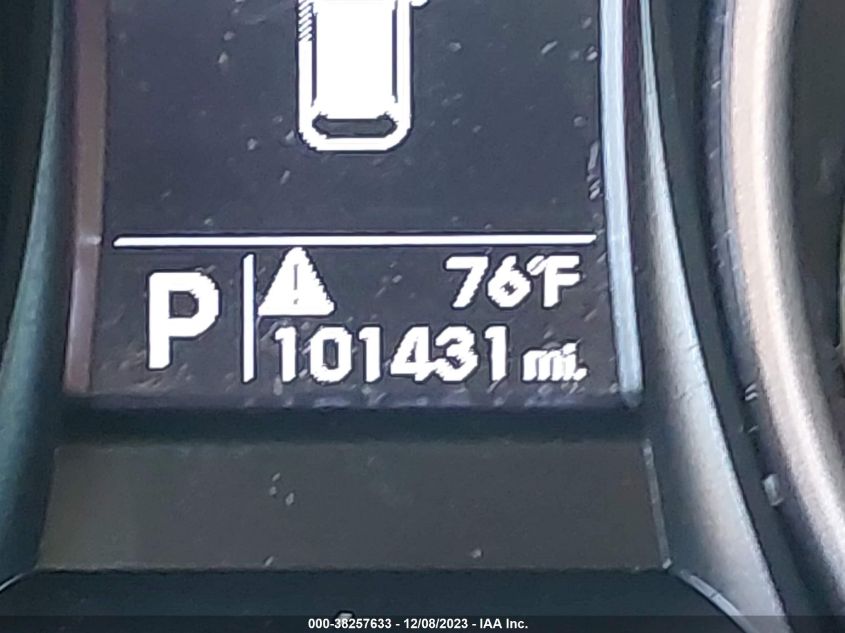 P
76°F
101431 mi.
000-38257633 - 12/08/2023 - IAA Inc.